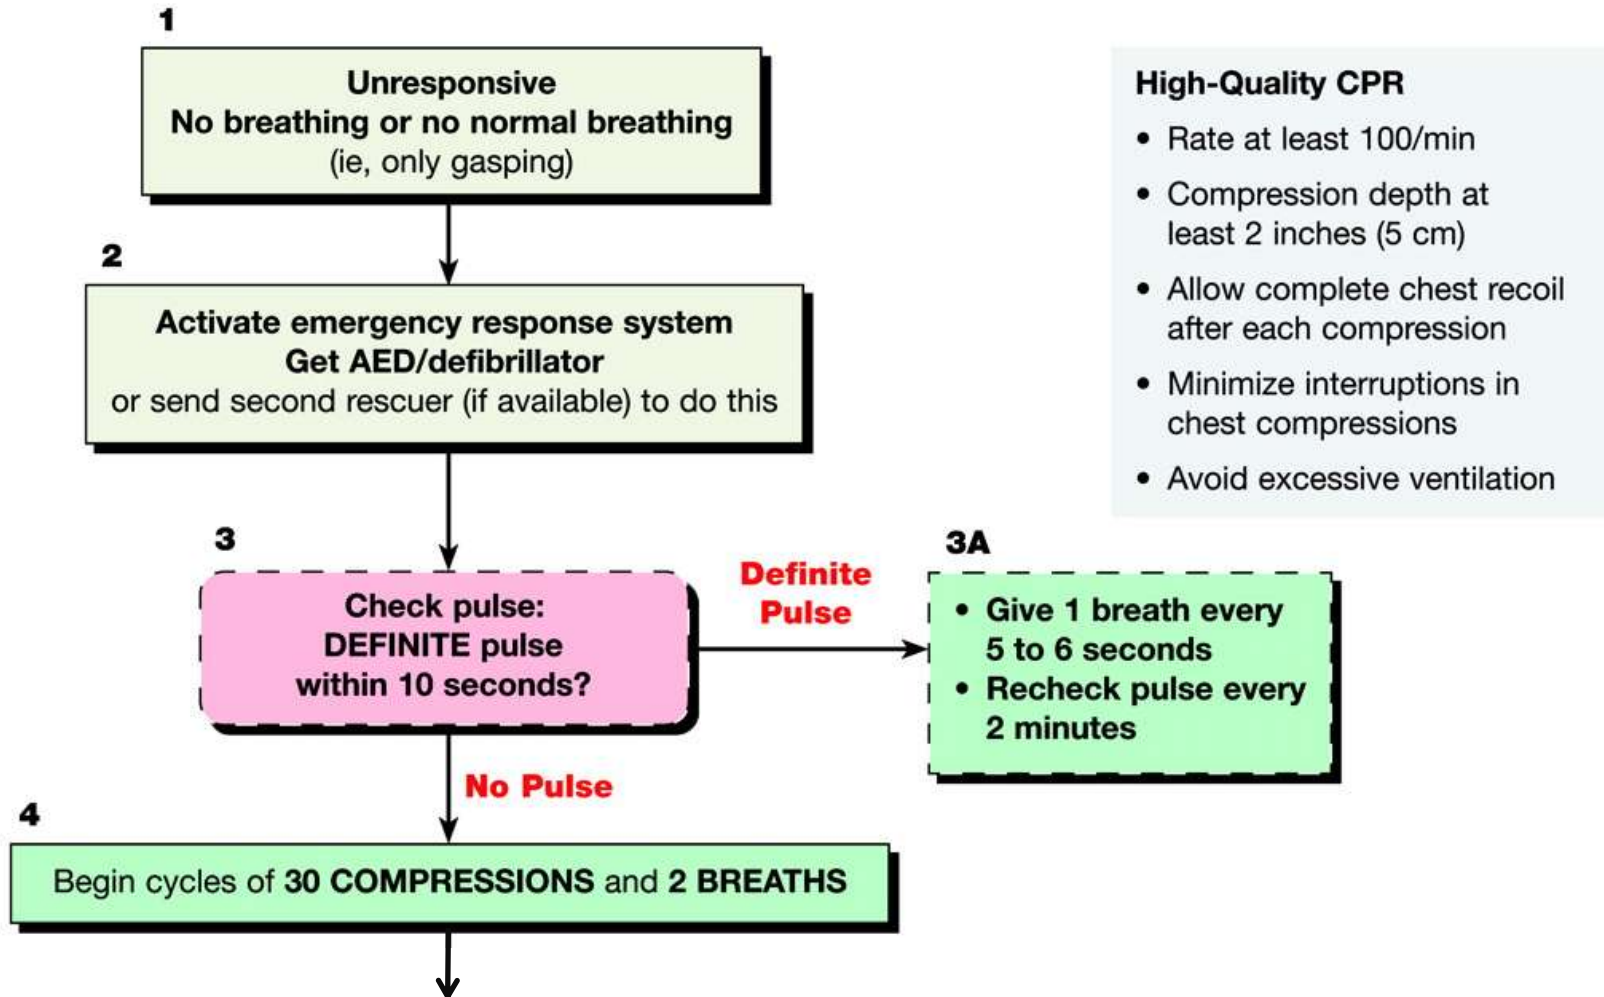 1
Unresponsive
No breathing or no normal breathing
(ie, only gasping)
2
Activate emergency response system
Get AED/defibrillator
or send second rescuer (if available) to do this
High-Quality CPR
• Rate at least 100/min
• Compression depth at
least 2 inches (5 cm)
• Allow complete chest recoil
after each compression
• Minimize interruptions in
chest compressions
• Avoid excessive ventilation
3
Check pulse:
DEFINITE pulse
within 10 seconds?
Definite
Pulse
3A
• Give 1 breath every
5 to 6 seconds
• Recheck pulse every
2 minutes
No Pulse
4
Begin cycles of 30 COMPRESSIONS and 2 BREATHS